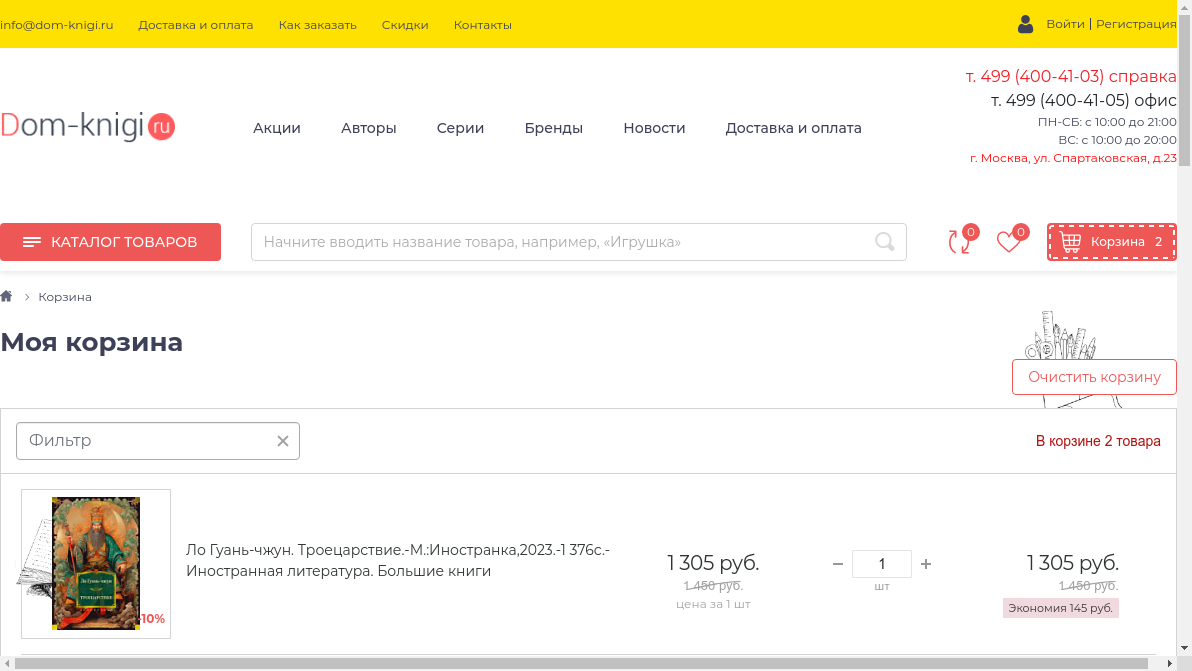 info@dom-knigi.ru Доставка и оплата Как заказать Скидки Контакты Войти | Регистрация
т. 499 (400-41-03) справка
т. 499 (400-41-05) офис
ПН-СБ: с 10:00 до 21:00
ВС: с 10:00 до 20:00
г. Москва, ул. Спартаковская, д.23
Dom-knigi ru Акции Авторы Серии Бренды Новости Доставка и оплата
КАТАЛОГ ТОВАРОВ Начните вводить название товара, например, «Игрушка» 0 0 Корзина 2
Корзина
Моя корзина
Очистить корзину
Фильтр В корзине 2 товара
Ло Гуань-чжун
ТРОЕЦАРСТВИЕ
-10%
Ло Гуань-чжун. Троецарствие.-М.:Иностранка,2023.-1 376с.-
Иностранная литература. Большие книги
1 305 руб.
1 450 руб.
цена за 1 шт
1
шт
1 305 руб.
1 450 руб.
Экономия 145 руб.